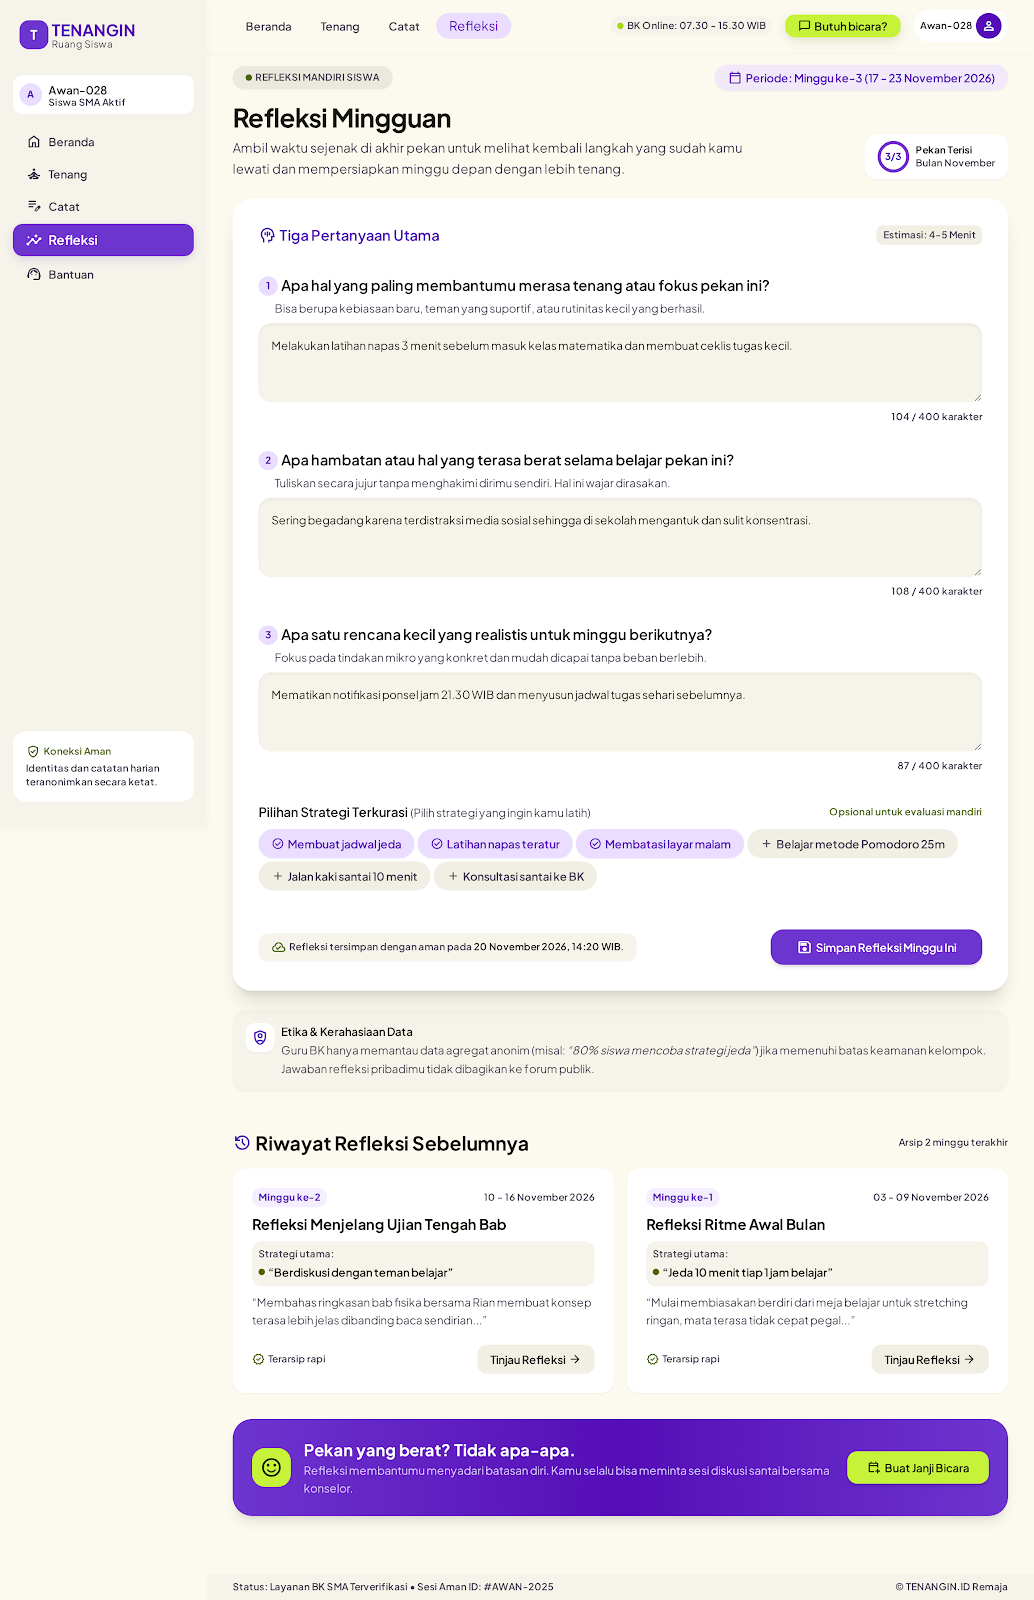 T TENANGIN
Ruang Siswa
A Awan-028
Siswa SMA Aktif
Beranda
Tenang
Catat
Refleksi
Bantuan
Koneksi Aman
Identitas dan catatan harian
teranonimkan secara ketat.
Beranda Tenang Catat Refleksi BK Online: 07.30 - 15.30 WIB Butuh bicara? Awan-028
REFLEKSI MANDIRI SISWA
Periode: Minggu ke-3 (17 - 23 November 2026)
Refleksi Mingguan
Ambil waktu sejenak di akhir pekan untuk melihat kembali langkah yang sudah kamu
lewati dan mempersiapkan minggu depan dengan lebih tenang.
3/3 Pekan Terisi
Bulan November
Tiga Pertanyaan Utama
Estimasi: 4-5 Menit
1 Apa hal yang paling membantumu merasa tenang atau fokus pekan ini?
Bisa berupa kebiasaan baru, teman yang suportif, atau rutinitas kecil yang berhasil.
Melakukan latihan napas 3 menit sebelum masuk kelas matematika dan membuat ceklis tugas kecil.
104 / 400 karakter
2 Apa hambatan atau hal yang terasa berat selama belajar pekan ini?
Tuliskan secara jujur tanpa menghakimi dirimu sendiri. Hal ini wajar dirasakan.
Sering begadang karena terdistraksi media sosial sehingga di sekolah mengantuk dan sulit konsentrasi.
108 / 400 karakter
3 Apa satu rencana kecil yang realistis untuk minggu berikutnya?
Fokus pada tindakan mikro yang konkret dan mudah dicapai tanpa beban berlebih.
Mematikan notifikasi ponsel jam 21.30 WIB dan menyusun jadwal tugas sehari sebelumnya.
87 / 400 karakter
Pilihan Strategi Terkurasi (Pilih strategi yang ingin kamu latih)
Opsional untuk evaluasi mandiri
Membuat jadwal jeda Latihan napas teratur Membatasi layar malam + Belajar metode Pomodoro 25m
+ Jalan kaki santai 10 menit + Konsultasi santai ke BK
Refleksi tersimpan dengan aman pada 20 November 2026, 14:20 WIB.
Simpan Refleksi Minggu Ini
Etika & Kerahasiaan Data
Guru BK hanya memantau data agregat anonim (misal: "80% siswa mencoba strategi jeda") jika memenuhi batas keamanan kelompok.
Jawaban refleksi pribadimu tidak dibagikan ke forum publik.
Riwayat Refleksi Sebelumnya
Arsip 2 minggu terakhir
Minggu ke-2 10 - 16 November 2026
Refleksi Menjelang Ujian Tengah Bab
Strategi utama:
● "Berdiskusi dengan teman belajar"
"Membahas ringkasan bab fisika bersama Rian membuat konsep
terasa lebih jelas dibanding baca sendirian..."
Terarsip rapi Tinjau Refleksi →
Minggu ke-1 03 - 09 November 2026
Refleksi Ritme Awal Bulan
Strategi utama:
● "Jeda 10 menit tiap 1 jam belajar"
"Mulai membiasakan berdiri dari meja belajar untuk stretching
ringan, mata terasa tidak cepat pegal..."
Terarsip rapi Tinjau Refleksi →
Pekan yang berat? Tidak apa-apa.
Refleksi membantumu menyadari batasan diri. Kamu selalu bisa meminta sesi diskusi santai bersama
konselor.
Buat Janji Bicara
Status: Layanan BK SMA Terverifikasi • Sesi Aman ID: #AWAN-2025
© TENANGIN.ID Remaja